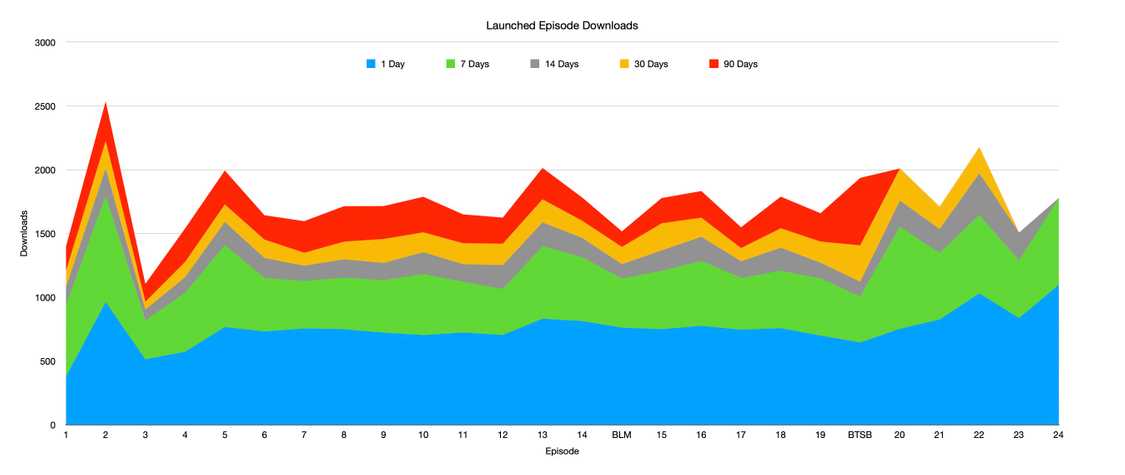 Launched Episode Downloads
3000
1 Day 7 Days 14 Days 30 Days 90 Days
2500
2000
1500
1000
500
0
Downloads
1 2 3 4 5 6 7 8 9 10 11 12 13 14 BLM 15 16 17 18 19 BTSB 20 21 22 23 24
Episode